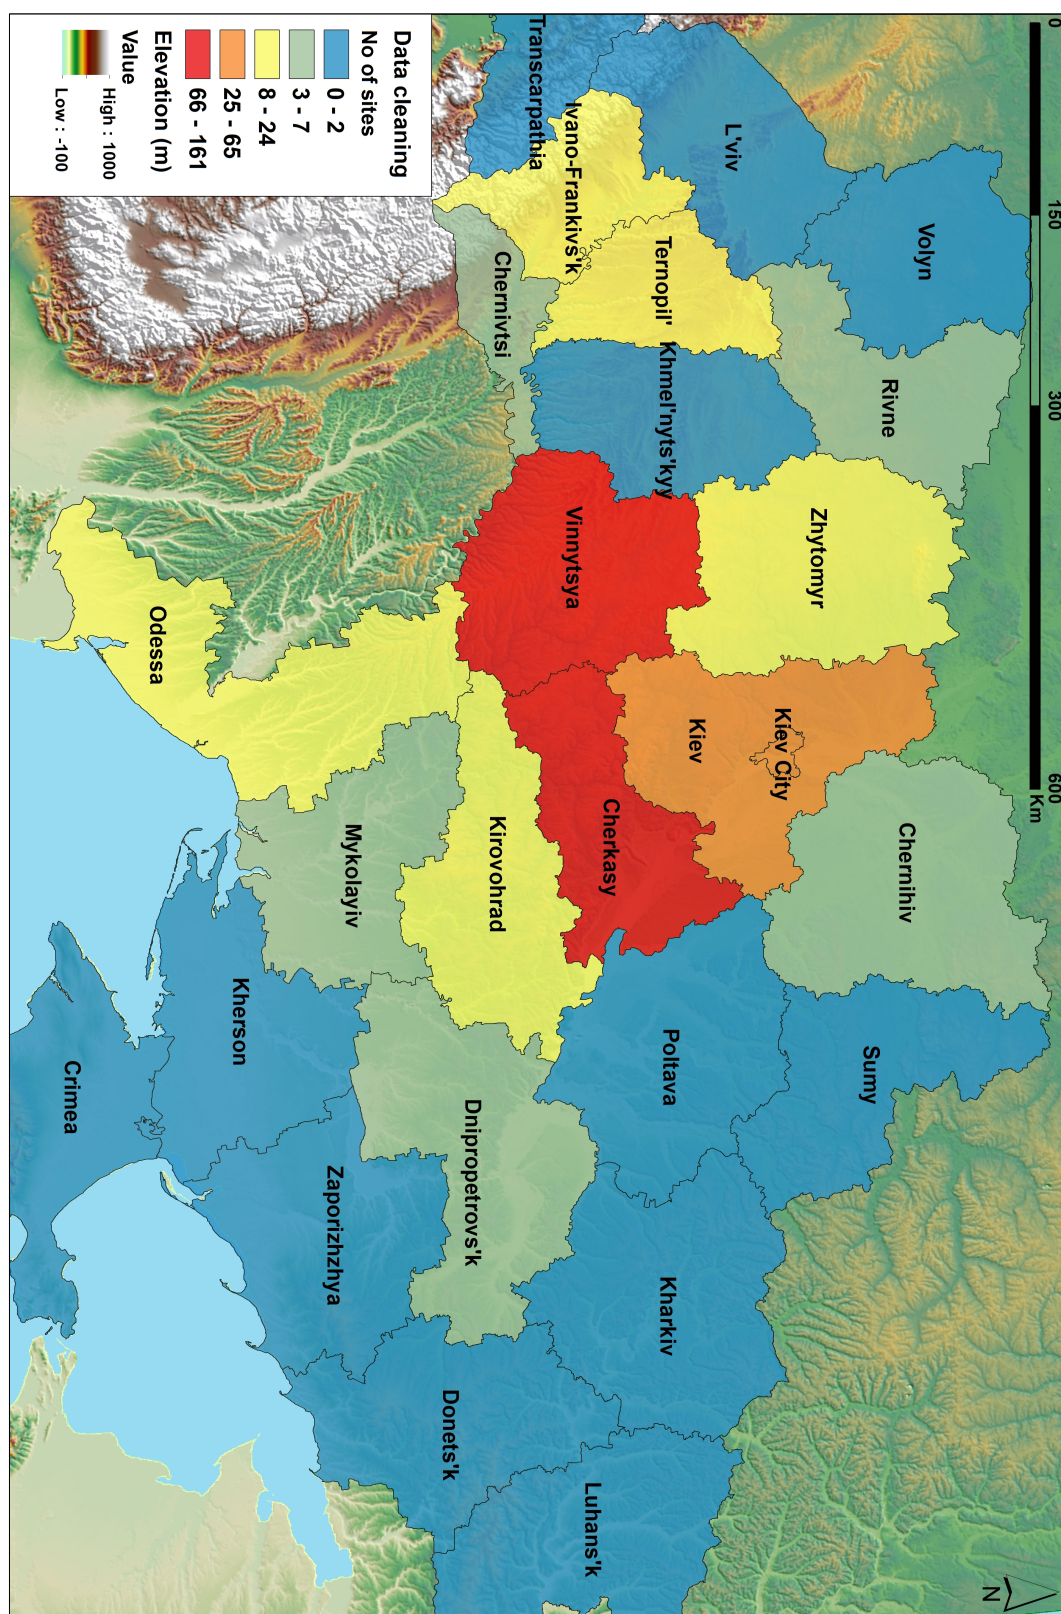 0 150 300 600
Km
N
Volyn
Rivne
L'viv
Zhytomyr
Kiev City
Kiev
Chernihiv
Sumy
Transcarpathia
Ivano-Frankivs'k
Ternopil'
Khmel'nyts'kyy
Chernivtsi
Vinnytsya
Cherkasy
Poltava
Kharkiv
Luhans'k
Kirovohrad
Dnipropetrovs'k
Donets'k
Odessa
Mykolayiv
Kherson
Zaporizhzhya
Crimea
Data cleaning
No of sites
0 - 2
3 - 7
8 - 24
25 - 65
66 - 161
Elevation (m)
Value
High : 1000
Low : -100